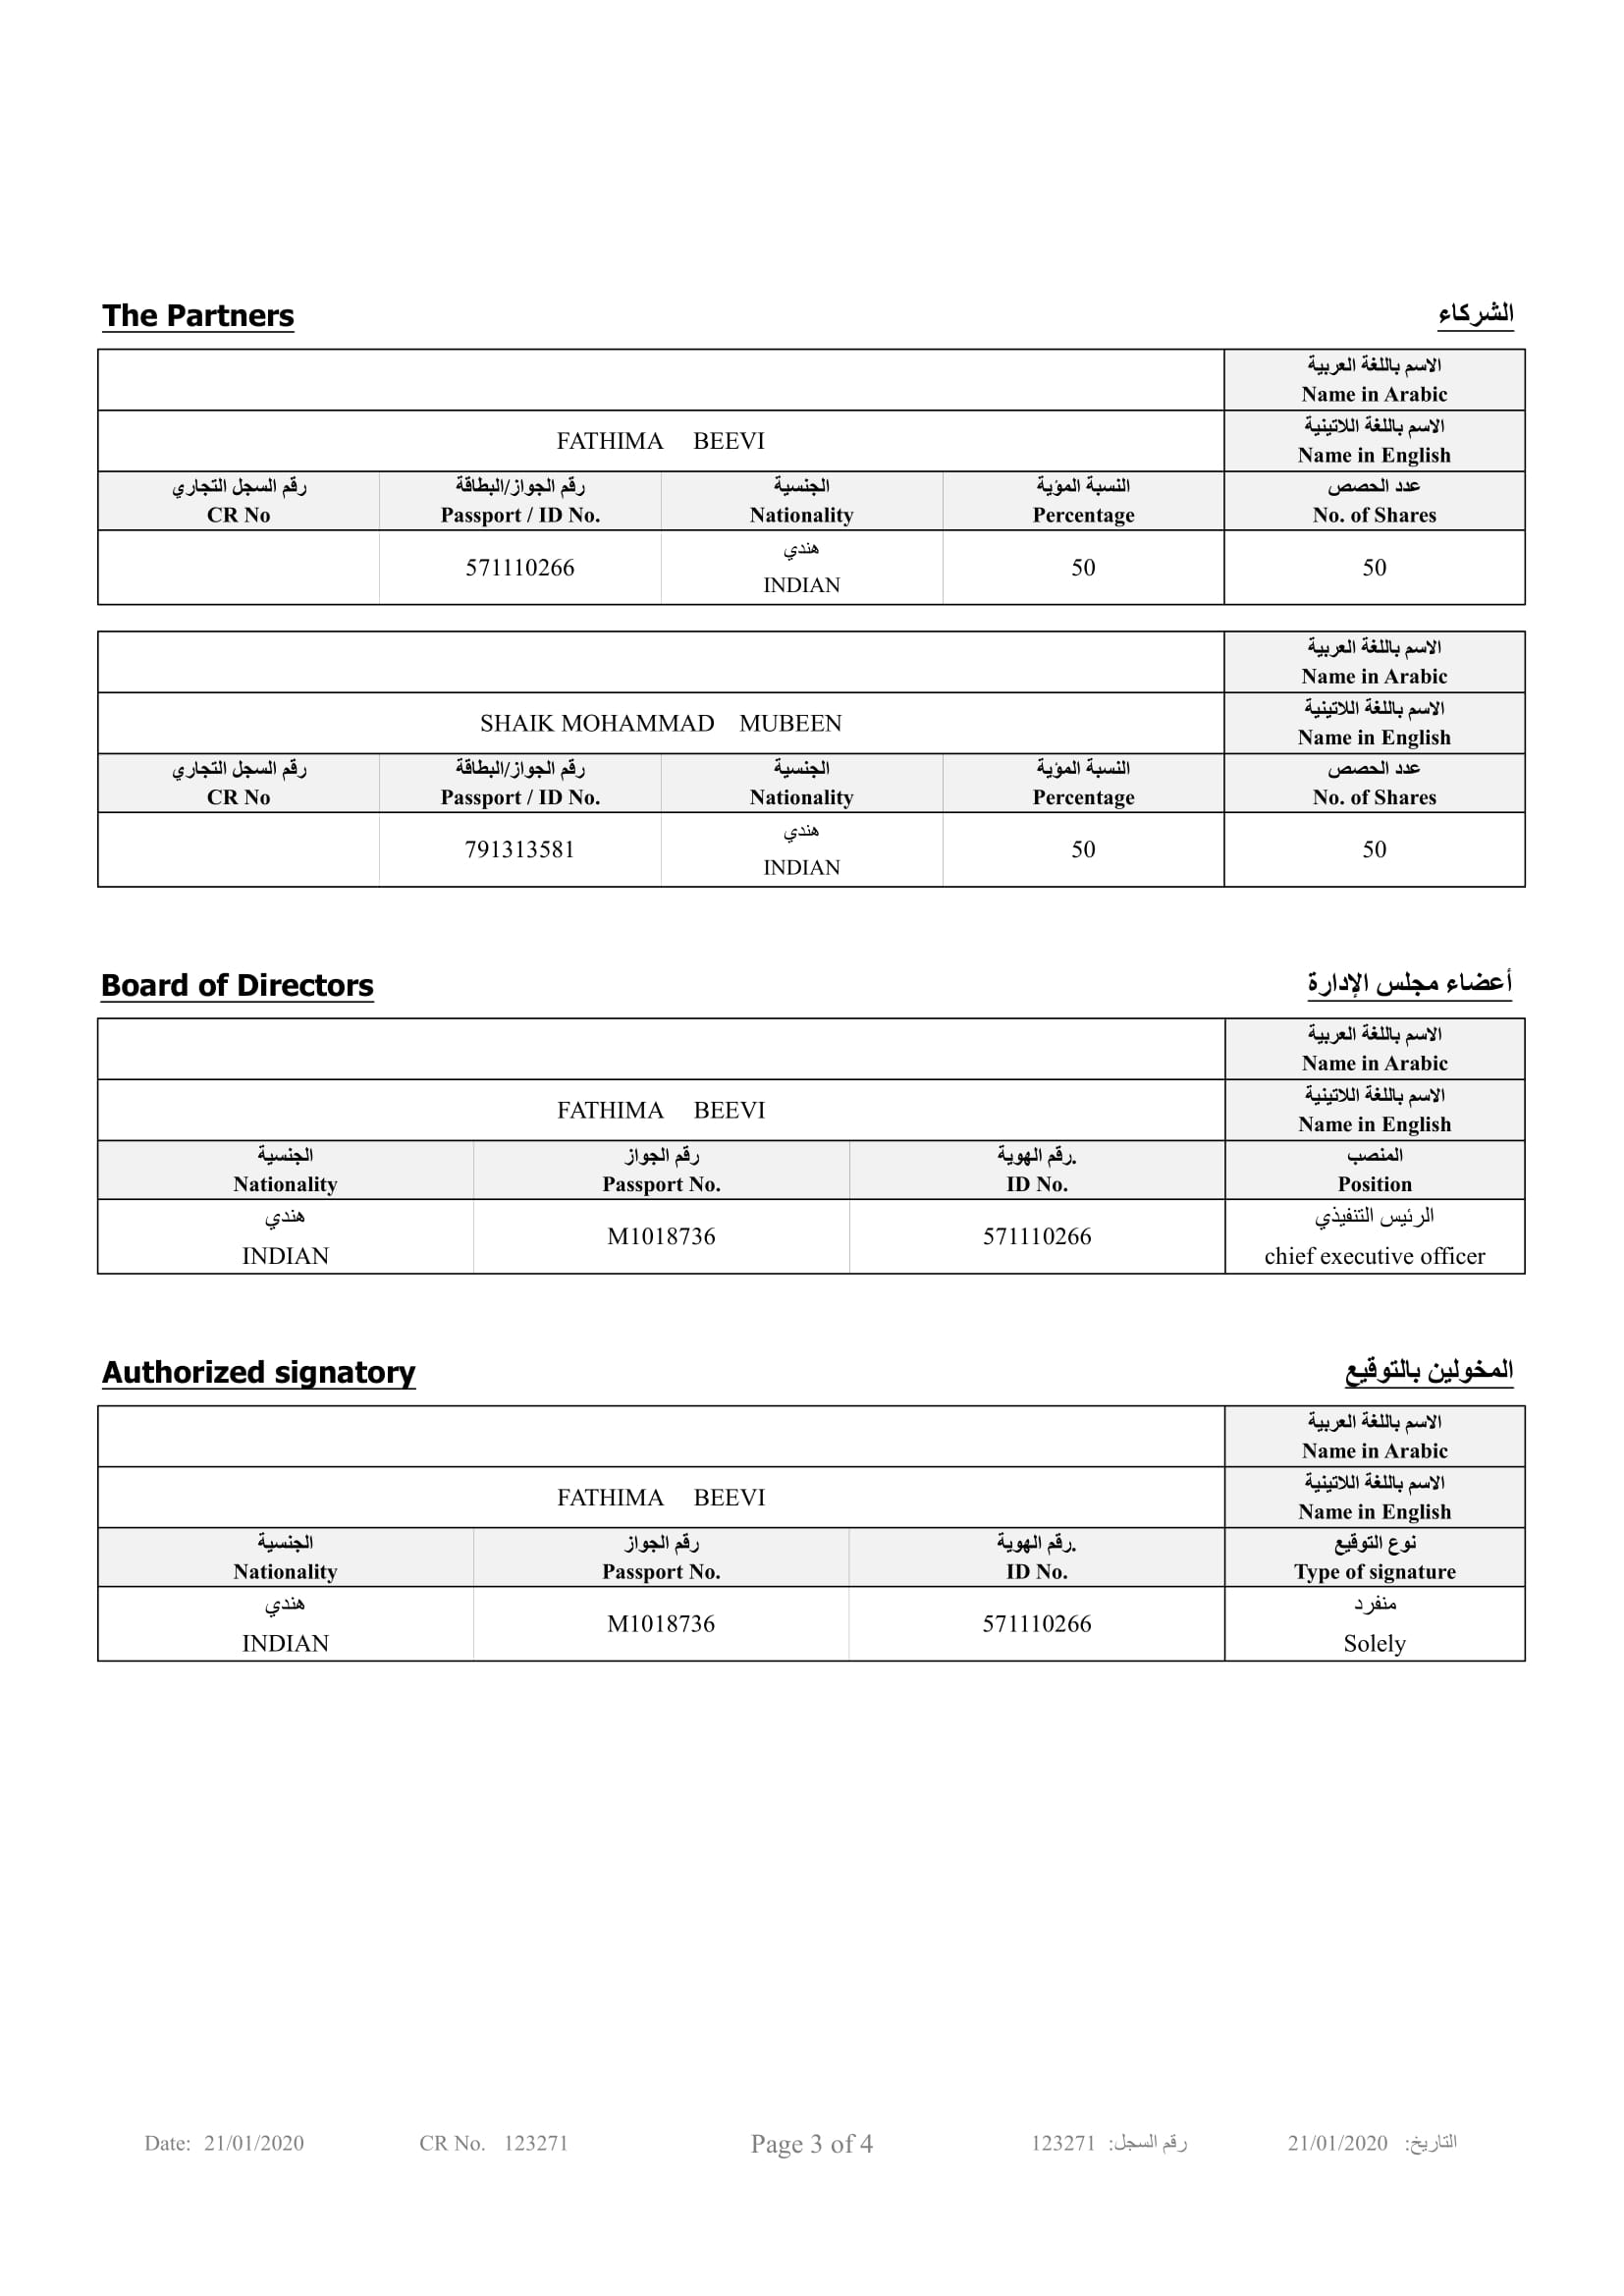 The Partners الشركاء
الاسم باللغة العربية
Name in Arabic
الاسم باللغة اللاتينية
FATHIMA BEEVI Name in English
رقم السجل التجاري رقم الجواز/البطاقة الجنسية النسبة المؤية عدد الحصص
CR No Passport / ID No. Nationality Percentage No. of Shares
هندي
571110266 50 50
INDIAN
الاسم باللغة العربية
Name in Arabic
الاسم باللغة اللاتينية
SHAIK MOHAMMAD MUBEEN Name in English
رقم السجل التجاري رقم الجواز/البطاقة الجنسية النسبة المؤية عدد الحصص
CR No Passport / ID No. Nationality Percentage No. of Shares
هندي
791313581 50 50
INDIAN
Board of Directors أعضاء مجلس الإدارة
الاسم باللغة العربية
Name in Arabic
الاسم باللغة اللاتينية
FATHIMA BEEVI Name in English
الجنسية رقم الجواز رقم الهوية. المنصب
Nationality Passport No. ID No. Position
هندي الرئيس التنفيذي
M1018736 571110266
INDIAN chief executive officer
Authorized signatory المخولين بالتوقيع
الاسم باللغة العربية
Name in Arabic
الاسم باللغة اللاتينية
FATHIMA BEEVI Name in English
الجنسية رقم الجواز رقم الهوية. نوع التوقيع
Nationality Passport No. ID No. Type of signature
هندي منفرد
M1018736 571110266
INDIAN Solely
Date: 21/01/2020 CR No. 123271 Page 3 of 4 رقم السجل: 123271 التاريخ: 21/01/2020